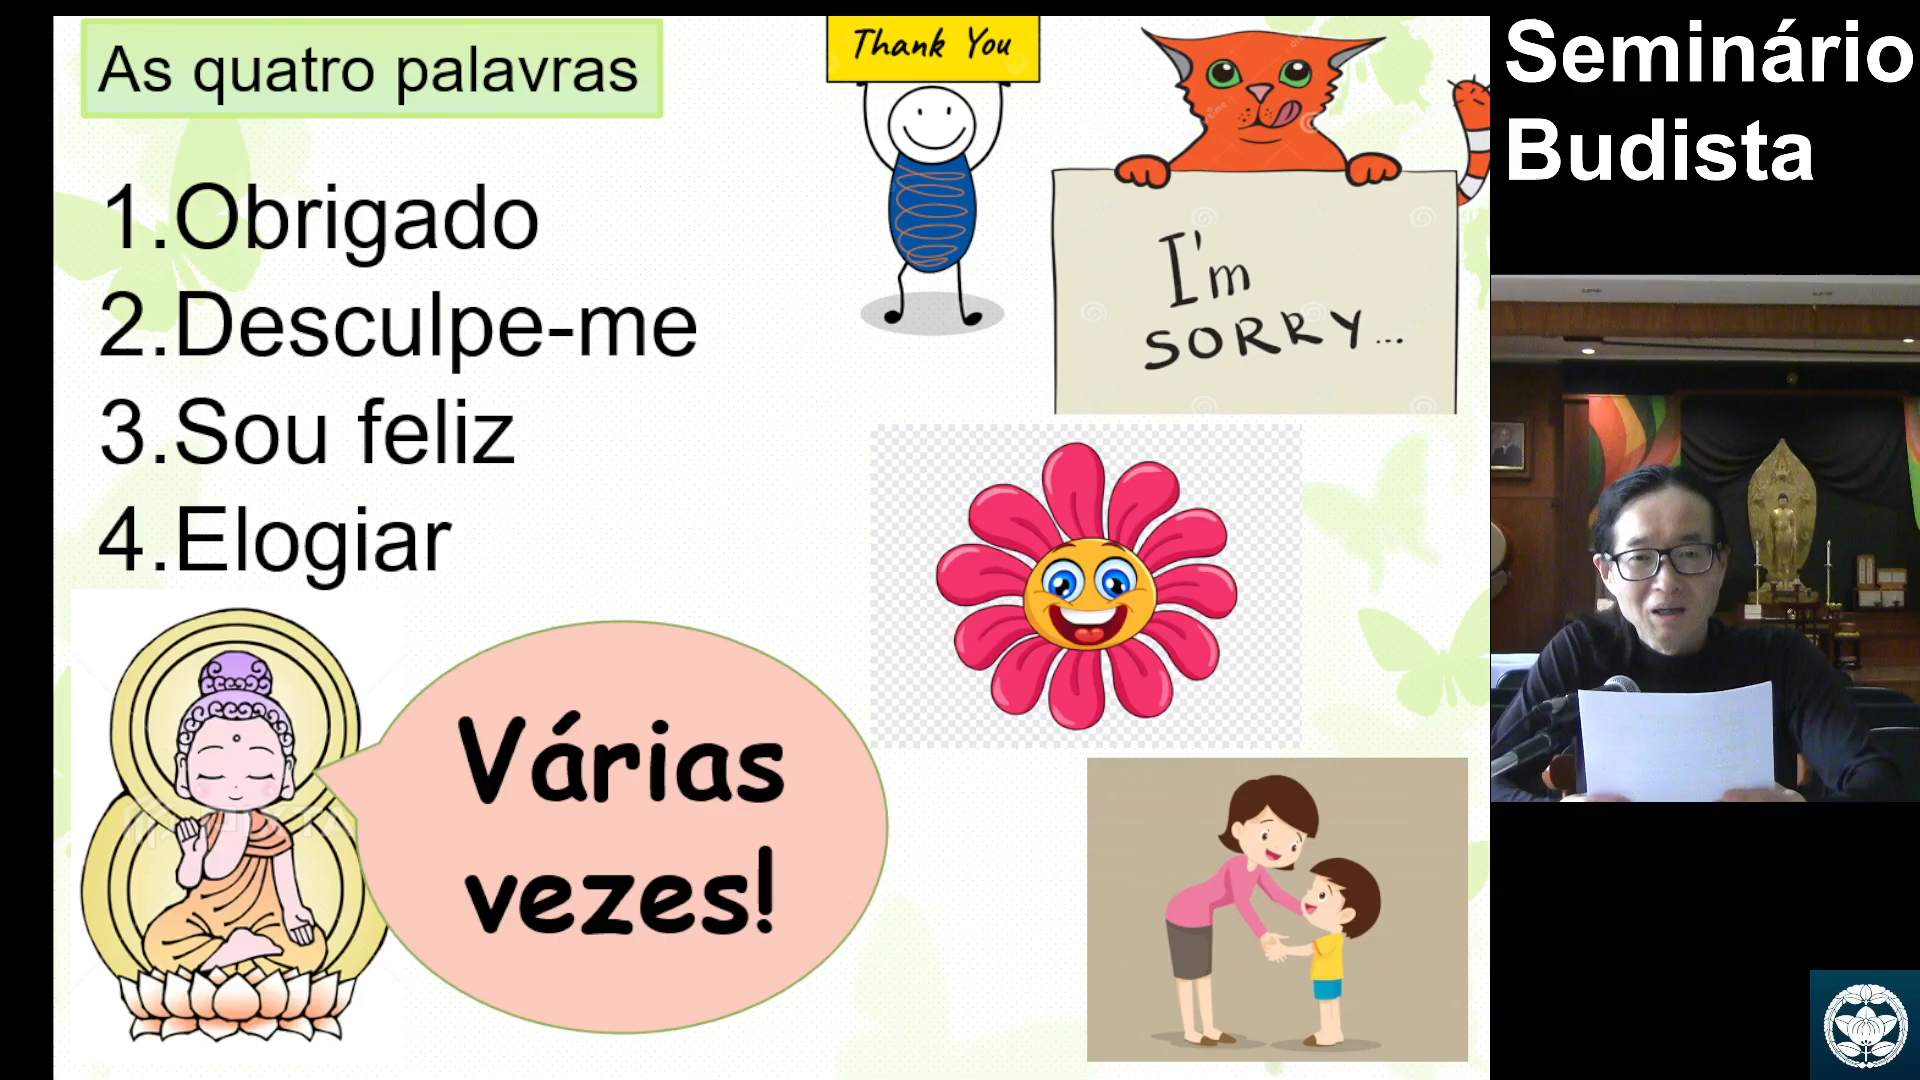 As quatro palavras
1.Obrigado
2.Desculpe-me
3.Sou feliz
4.Elogiar
Várias
vezes!
Thank You
I'm
SORRY...
Seminário
Budista